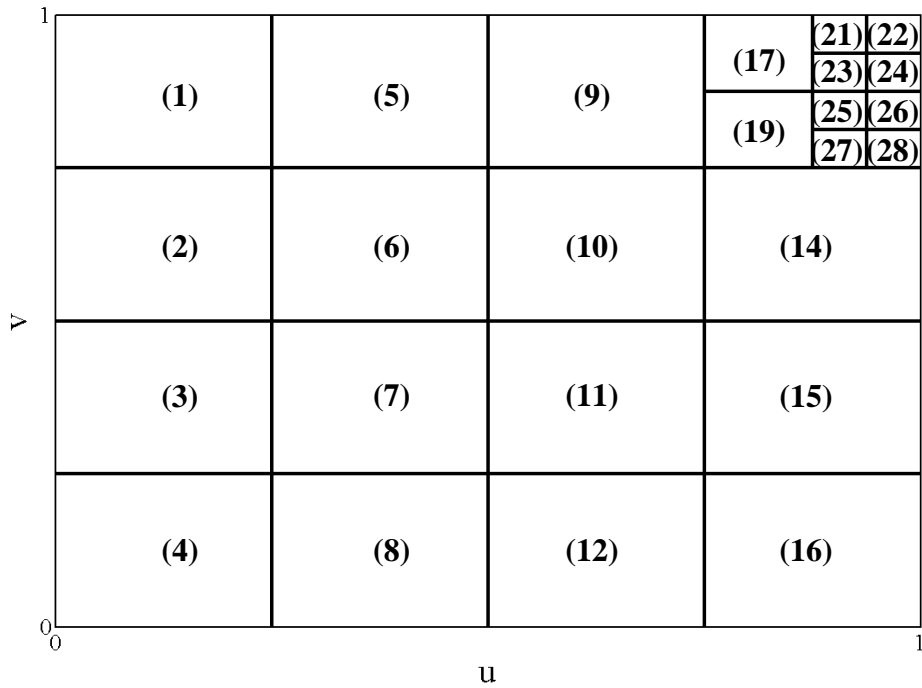 1
(21) (22)
(17)
(1) (5) (9)
(23) (24)
(25) (26)
(19)
(27) (28)
(2) (6) (10) (14)
v
(3) (7) (11) (15)
(4) (8) (12) (16)
0
0 1
u